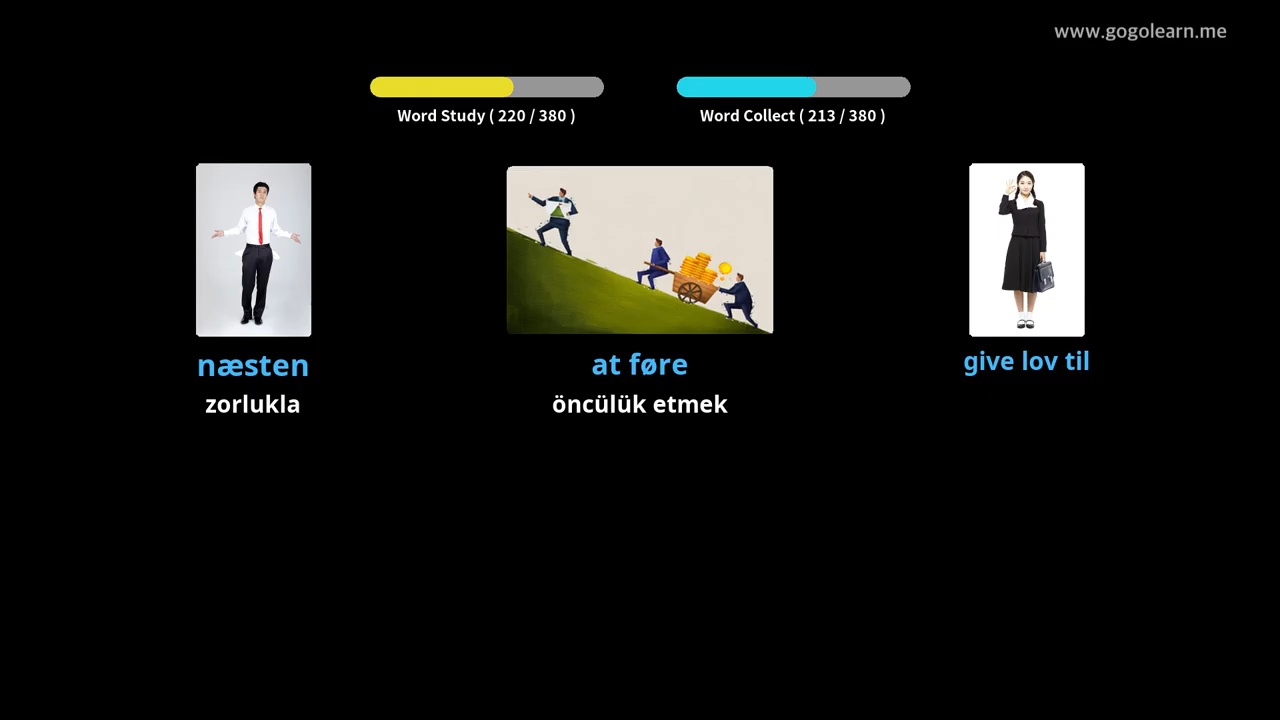 www.gogolearn.me
Word Study ( 220 / 380 )
Word Collect ( 213 / 380 )
næsten
zorlukla
at føre
öncülük etmek
give lov til